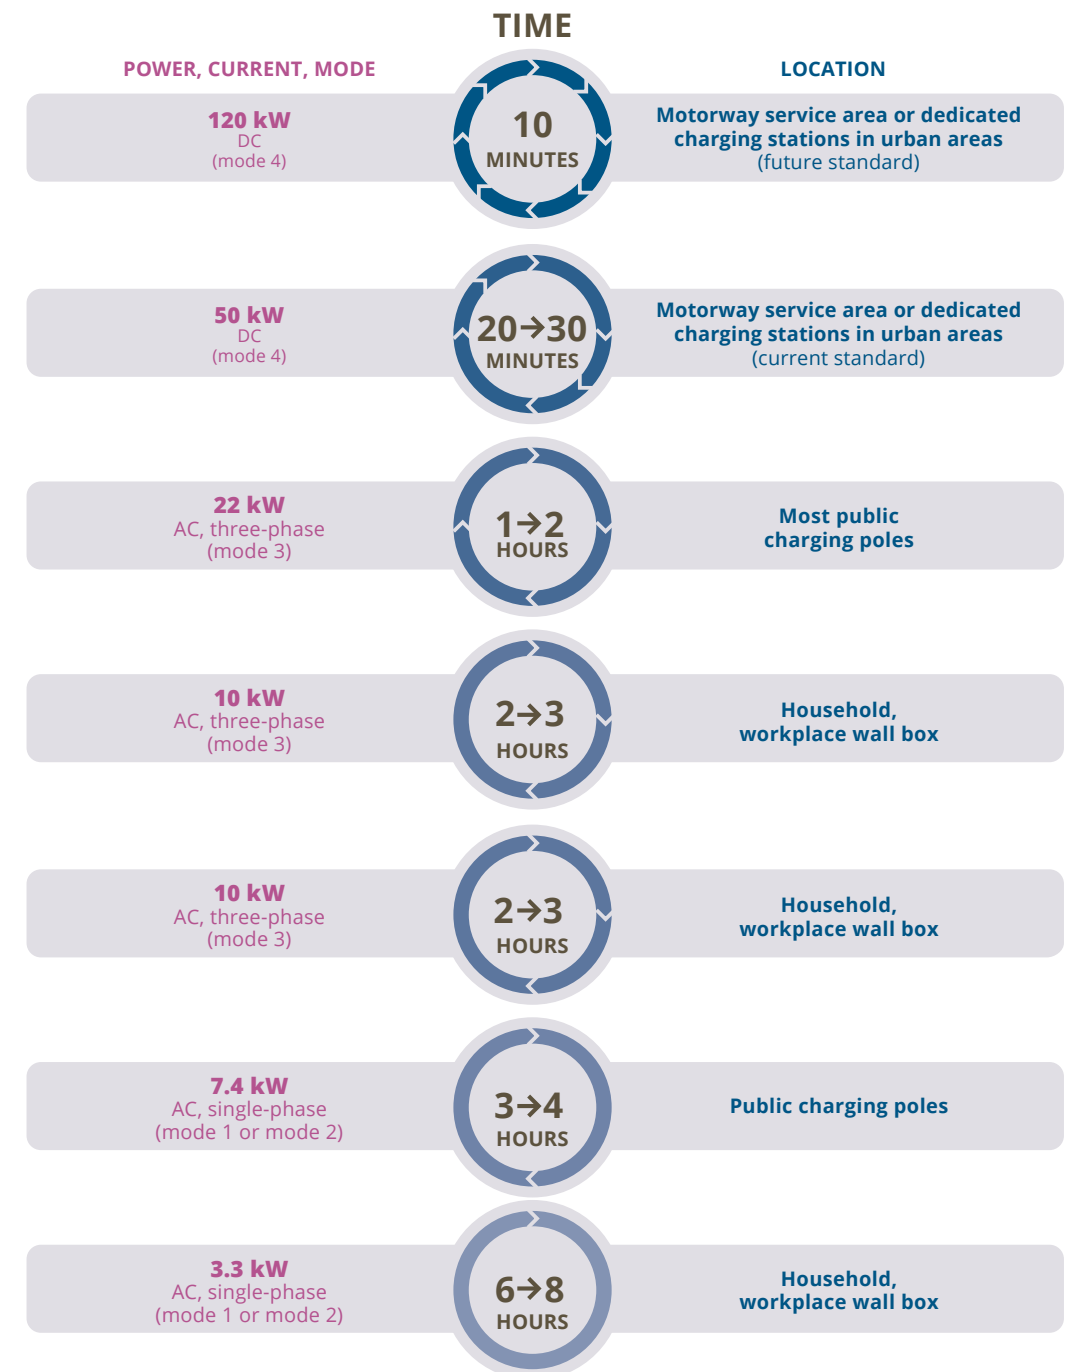 TIME
POWER, CURRENT, MODE
LOCATION
120 kW
DC
(mode 4)
10
MINUTES
Motorway service area or dedicated
charging stations in urban areas
(future standard)
50 kW
DC
(mode 4)
20→30
MINUTES
Motorway service area or dedicated
charging stations in urban areas
(current standard)
22 kW
AC, three-phase
(mode 3)
1→2
HOURS
Most public
charging poles
10 kW
AC, three-phase
(mode 3)
2→3
HOURS
Household,
workplace wall box
10 kW
AC, three-phase
(mode 3)
2→3
HOURS
Household,
workplace wall box
7.4 kW
AC, single-phase
(mode 1 or mode 2)
3→4
HOURS
Public charging poles
3.3 kW
AC, single-phase
(mode 1 or mode 2)
6→8
HOURS
Household,
workplace wall box